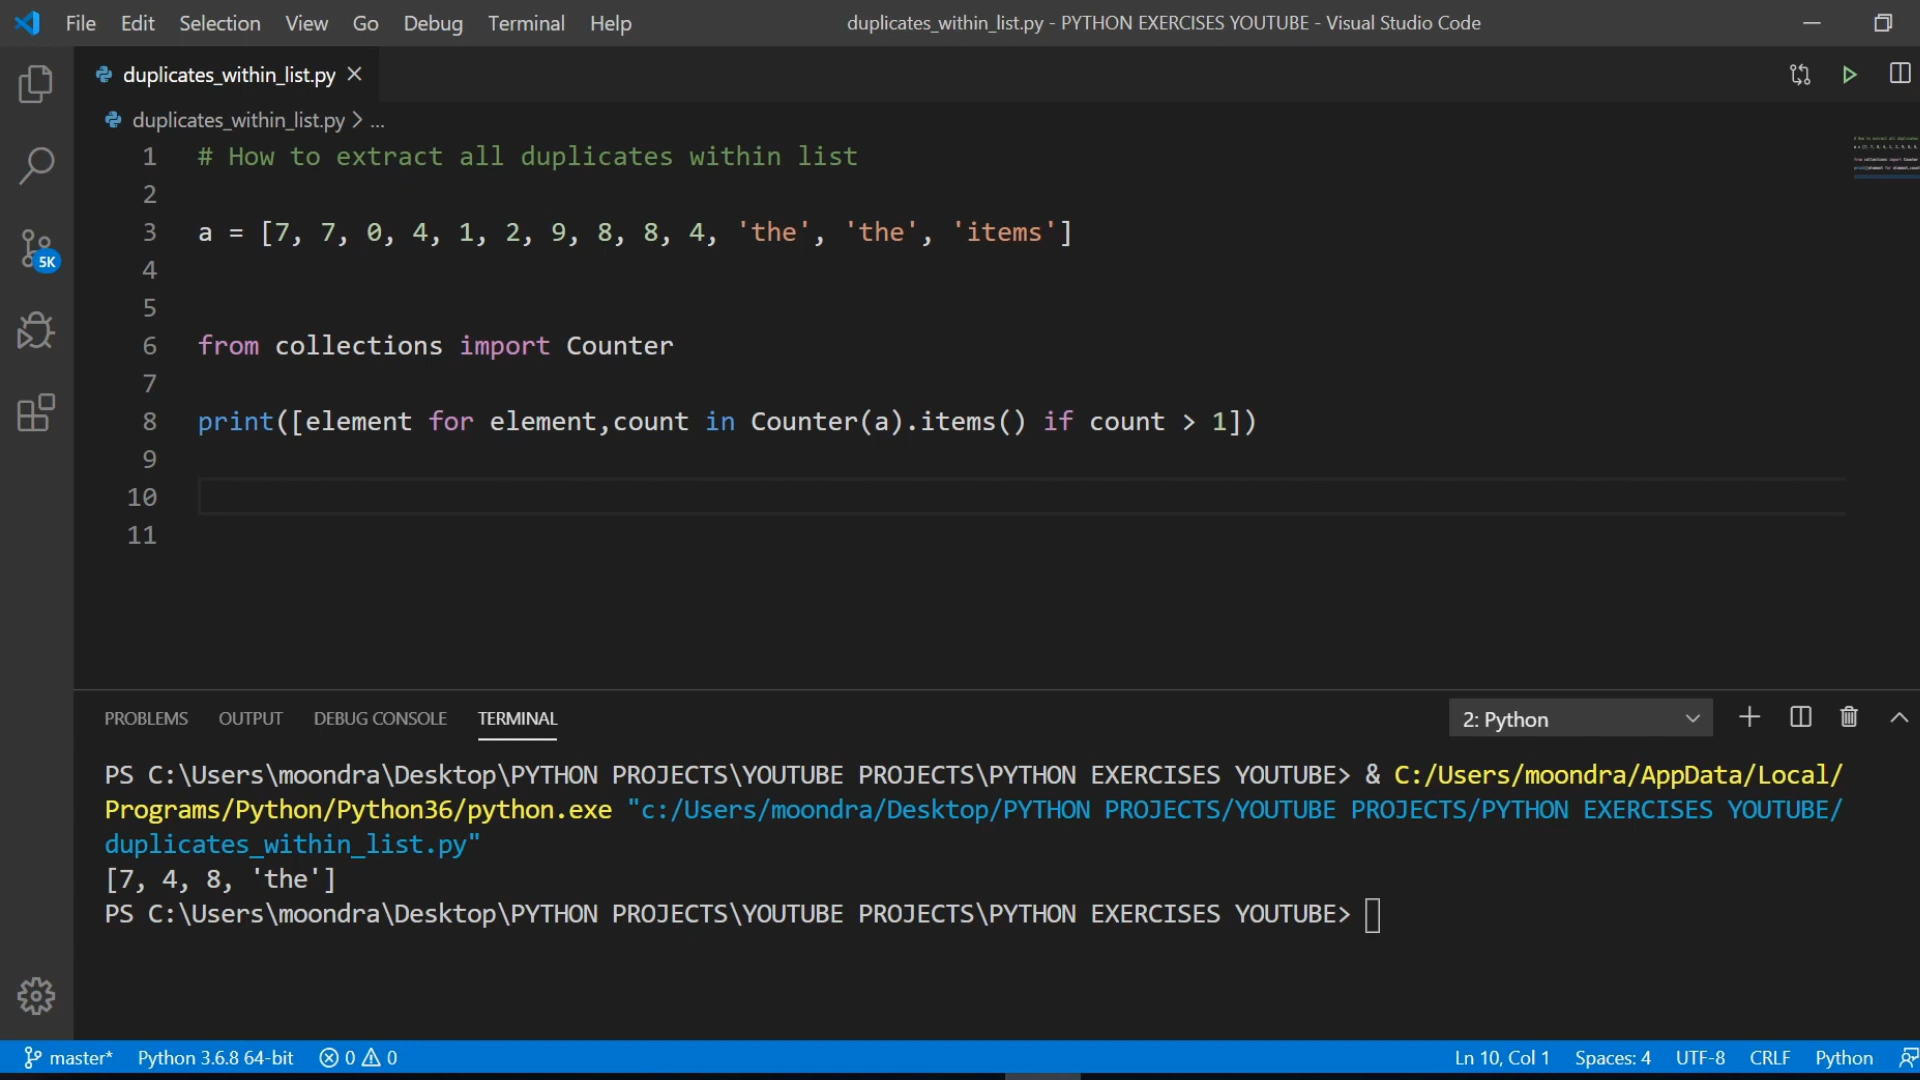 File Edit Selection View Go Debug Terminal Help duplicates_within_list.py - PYTHON EXERCISES YOUTUBE - Visual Studio Code
duplicates_within_list.py
duplicates_within_list.py > ...
1 # How to extract all duplicates within list
2
3 a = [7, 7, 0, 4, 1, 2, 9, 8, 8, 4, 'the', 'the', 'items']
4
5
6 from collections import Counter
7
8 print([element for element,count in Counter(a).items() if count > 1])
9
10
11
5K
PROBLEMS OUTPUT DEBUG CONSOLE TERMINAL 2: Python
PS C:\Users\moondra\Desktop\PYTHON PROJECTS\YOUTUBE PROJECTS\PYTHON EXERCISES YOUTUBE> & C:/Users/moondra/AppData/Local/
Programs/Python/Python36/python.exe "c:/Users/moondra/Desktop/PYTHON PROJECTS/YOUTUBE PROJECTS/PYTHON EXERCISES YOUTUBE/
duplicates_within_list.py"
[7, 4, 8, 'the']
PS C:\Users\moondra\Desktop\PYTHON PROJECTS\YOUTUBE PROJECTS\PYTHON EXERCISES YOUTUBE>
master* Python 3.6.8 64-bit 0 0 Ln 10, Col 1 Spaces: 4 UTF-8 CRLF Python